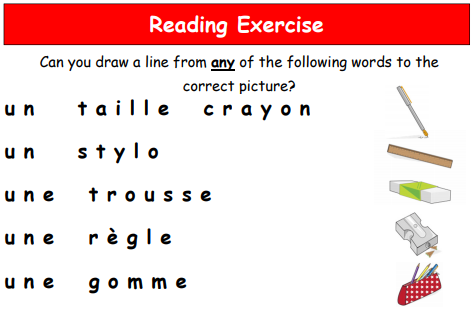 Reading Exercise
Can you draw a line from any of the following words to the
correct picture?
un taille crayon
un stylo
une trousse
une règle
une gomme